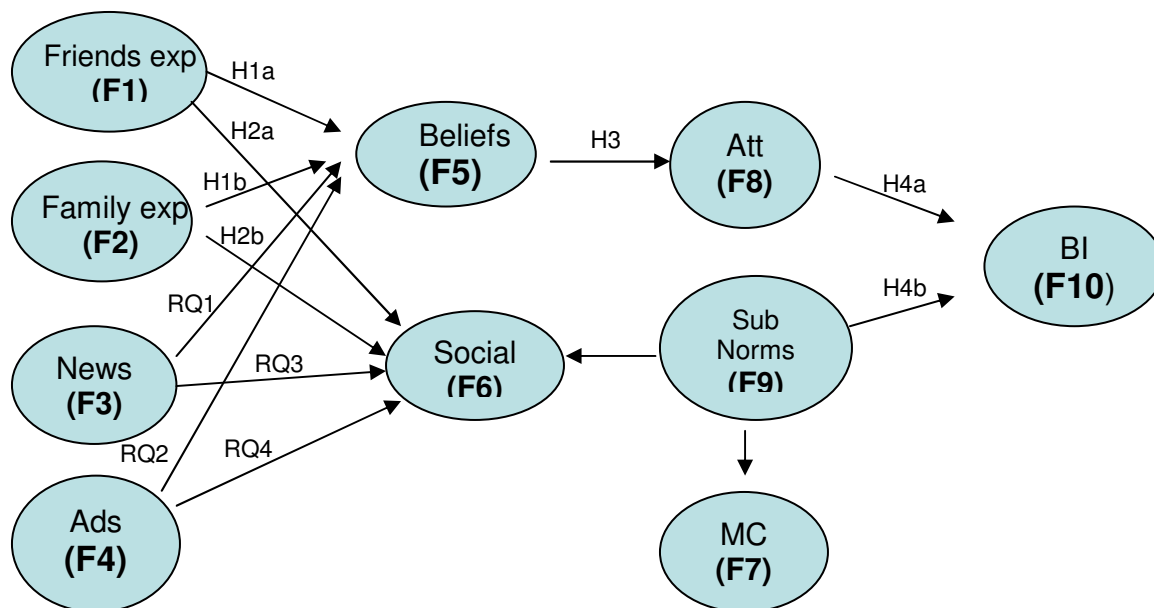 Friends exp
(F1)
H1a
H2a
Beliefs
(F5)
H3
Att
(F8)
H4a
Family exp
(F2)
H1b
H2b
BI
(F10)
H4b
RQ1
News
(F3)
RQ3
Social
(F6)
Sub
Norms
(F9)
RQ2
RQ4
Ads
(F4)
MC
(F7)